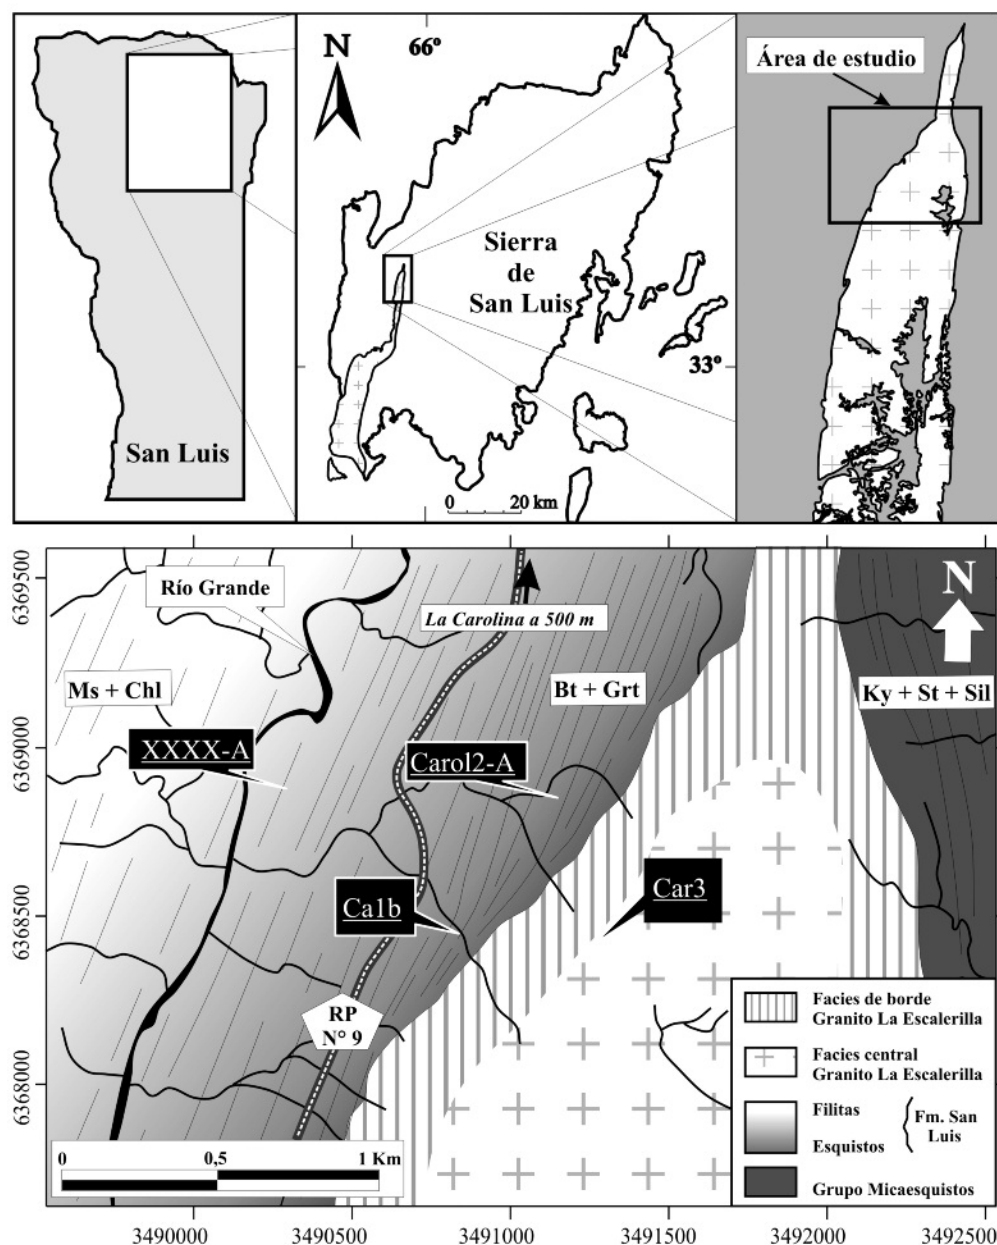 66º
N
Área de estudio
Sierra
de
San Luis
33º
San Luis
0 20 km
6369500
6369000
6368500
6368000
Río Grande
La Carolina a 500 m
N
Ms + Chl
Bt + Grt
Ky + St + Sil
XXXX-A
Carol2-A
Ca1b
Car3
RP
N° 9
Facies de borde
Granito La Escalerilla
Facies central
Granito La Escalerilla
Filitas
Esquistos
Fm. San
Luis
Grupo Micaesquistos
0 0,5 1 Km
3490000 3490500 3491000 3491500 3492000 3492500